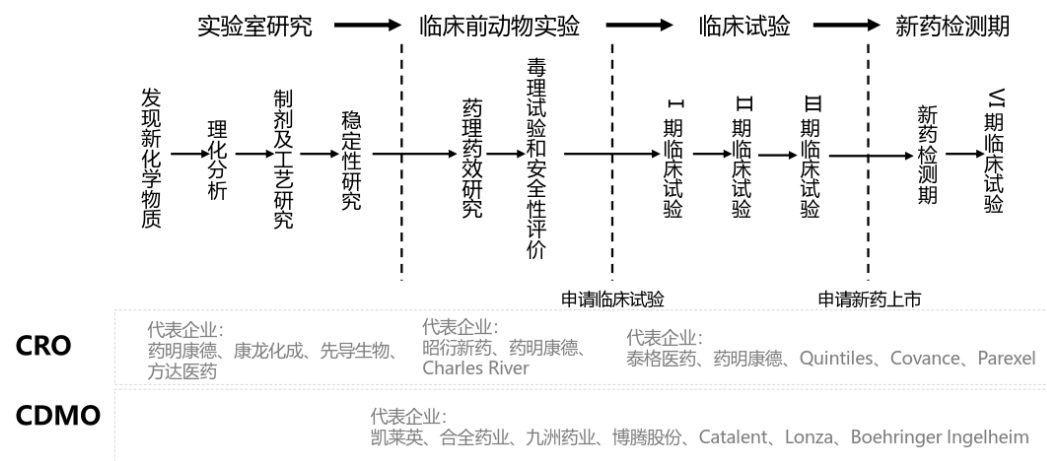 实验室研究
临床前动物实验
临床试验
新药检测期
发现新化学物质
理化分析
制剂及工艺研究
稳定性研究
药理药效研究
毒理试验和安全性评价
I期临床试验
II期临床试验
III期临床试验
新药检测期
VI期临床试验
申请临床试验
申请新药上市
CRO
代表企业：
药明康德、康龙化成、先导生物、
方达医药
代表企业：
昭衍新药、药明康德、
Charles River
代表企业：
泰格医药、药明康德、Quintiles、Covance、Parexel
CDMO
代表企业：
凯莱英、合全药业、九洲药业、博腾股份、Catalent、Lonza、Boehringer Ingelheim